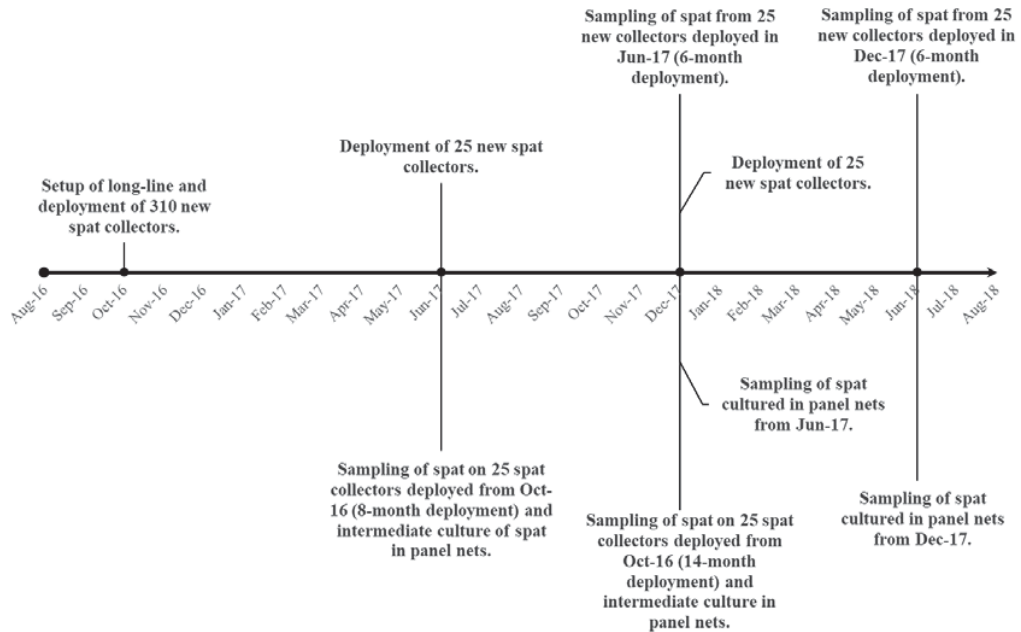 Sampling of spat from 25
new collectors deployed in
Jun-17 (6-month
deployment).
Sampling of spat from 25
new collectors deployed in
Dec-17 (6-month
deployment).
Deployment of 25 new spat
collectors.
Deployment of 25
new spat collectors.
Setup of long-line and
deployment of 310 new
spat collectors.
Aug-16
Sep-16
Oct-16
Nov-16
Dec-16
Jan-17
Feb-17
Mar-17
Apr-17
May-17
Jun-17
Jul-17
Aug-17
Sep-17
Oct-17
Nov-17
Dec-17
Jan-18
Feb-18
Mar-18
Apr-18
May-18
Jun-18
Jul-18
Aug-18
Sampling of spat
cultured in panel nets
from Jun-17.
Sampling of spat on 25 spat
collectors deployed from Oct-
16 (8-month deployment) and
intermediate culture of spat
in panel nets.
Sampling of spat on 25 spat
collectors deployed from
Oct-16 (14-month
deployment) and
intermediate culture in
panel nets.
Sampling of spat
cultured in panel nets
from Dec-17.